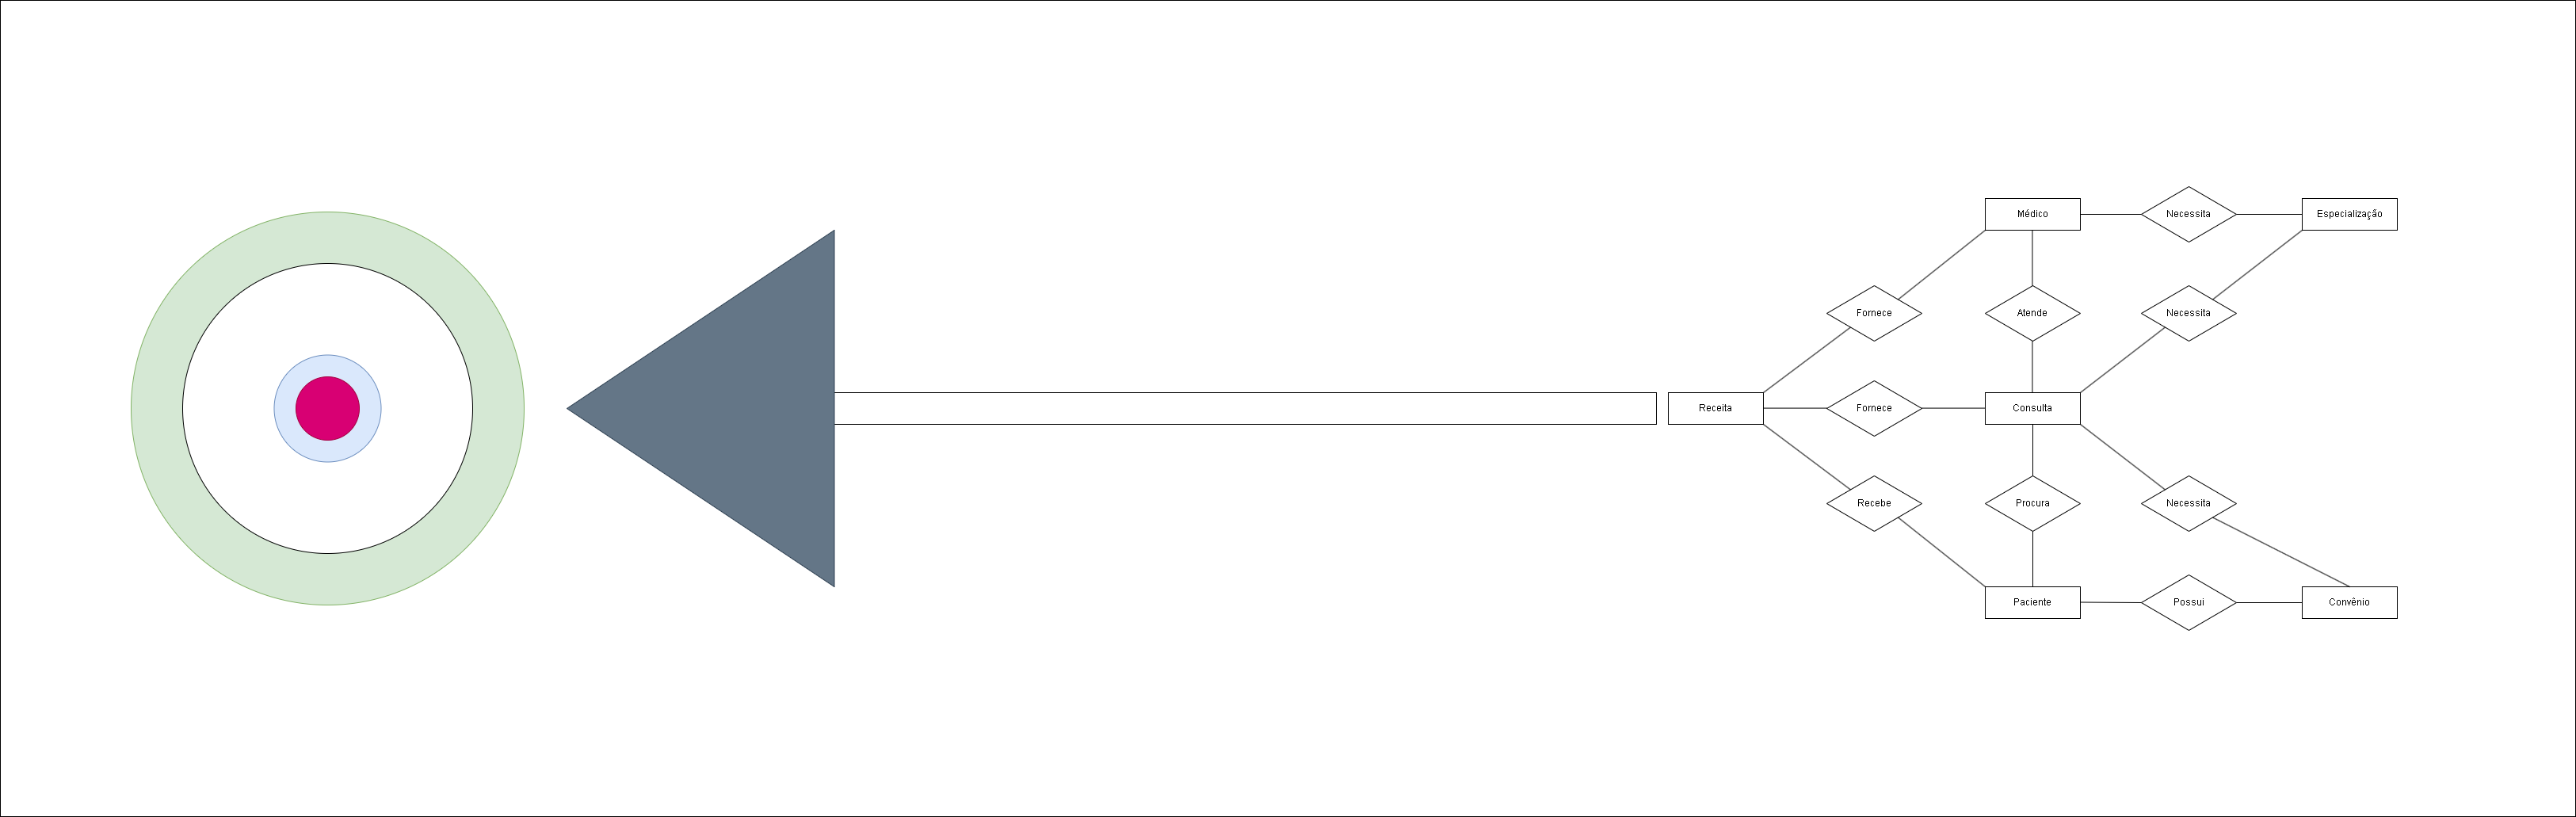 Médico
Necessita
Especialização
Fornece
Atende
Necessita
Receita
Fornece
Consulta
Recebe
Procura
Necessita
Paciente
Possui
Convênio